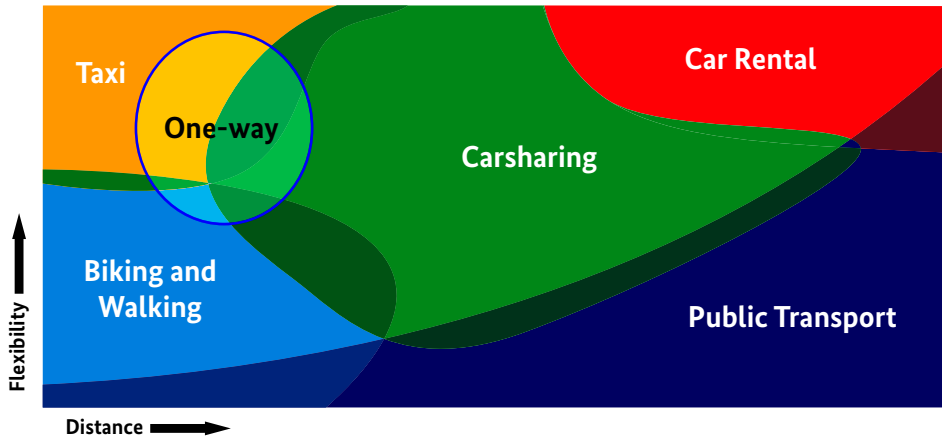 Taxi
Car Rental
One-way
Carsharing
Biking and
Walking
Public Transport
Flexibility
Distance